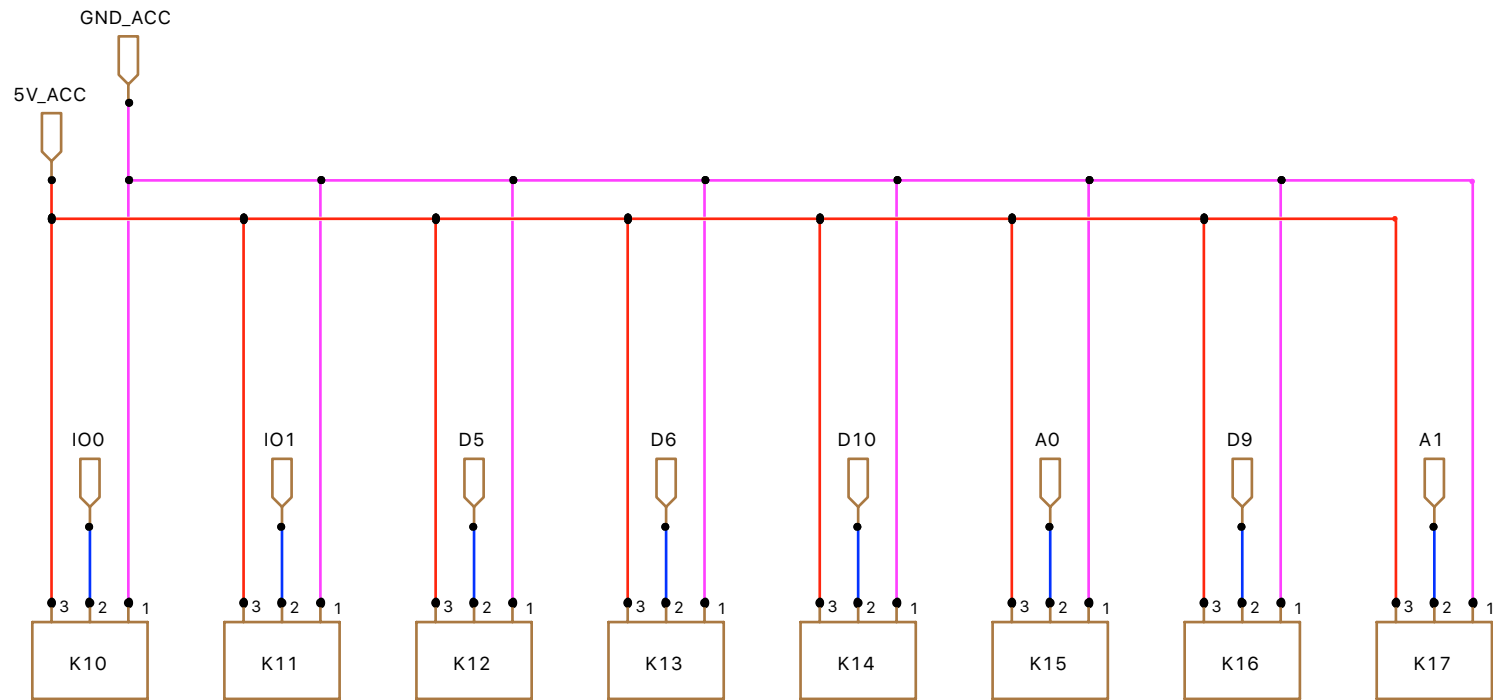 GND_ACC
5V_ACC
IO0 IO1 D5 D6 D10 A0 D9 A1
3 2 1 3 2 1 3 2 1 3 2 1 3 2 1 3 2 1 3 2 1 3 2 1
K10 K11 K12 K13 K14 K15 K16 K17